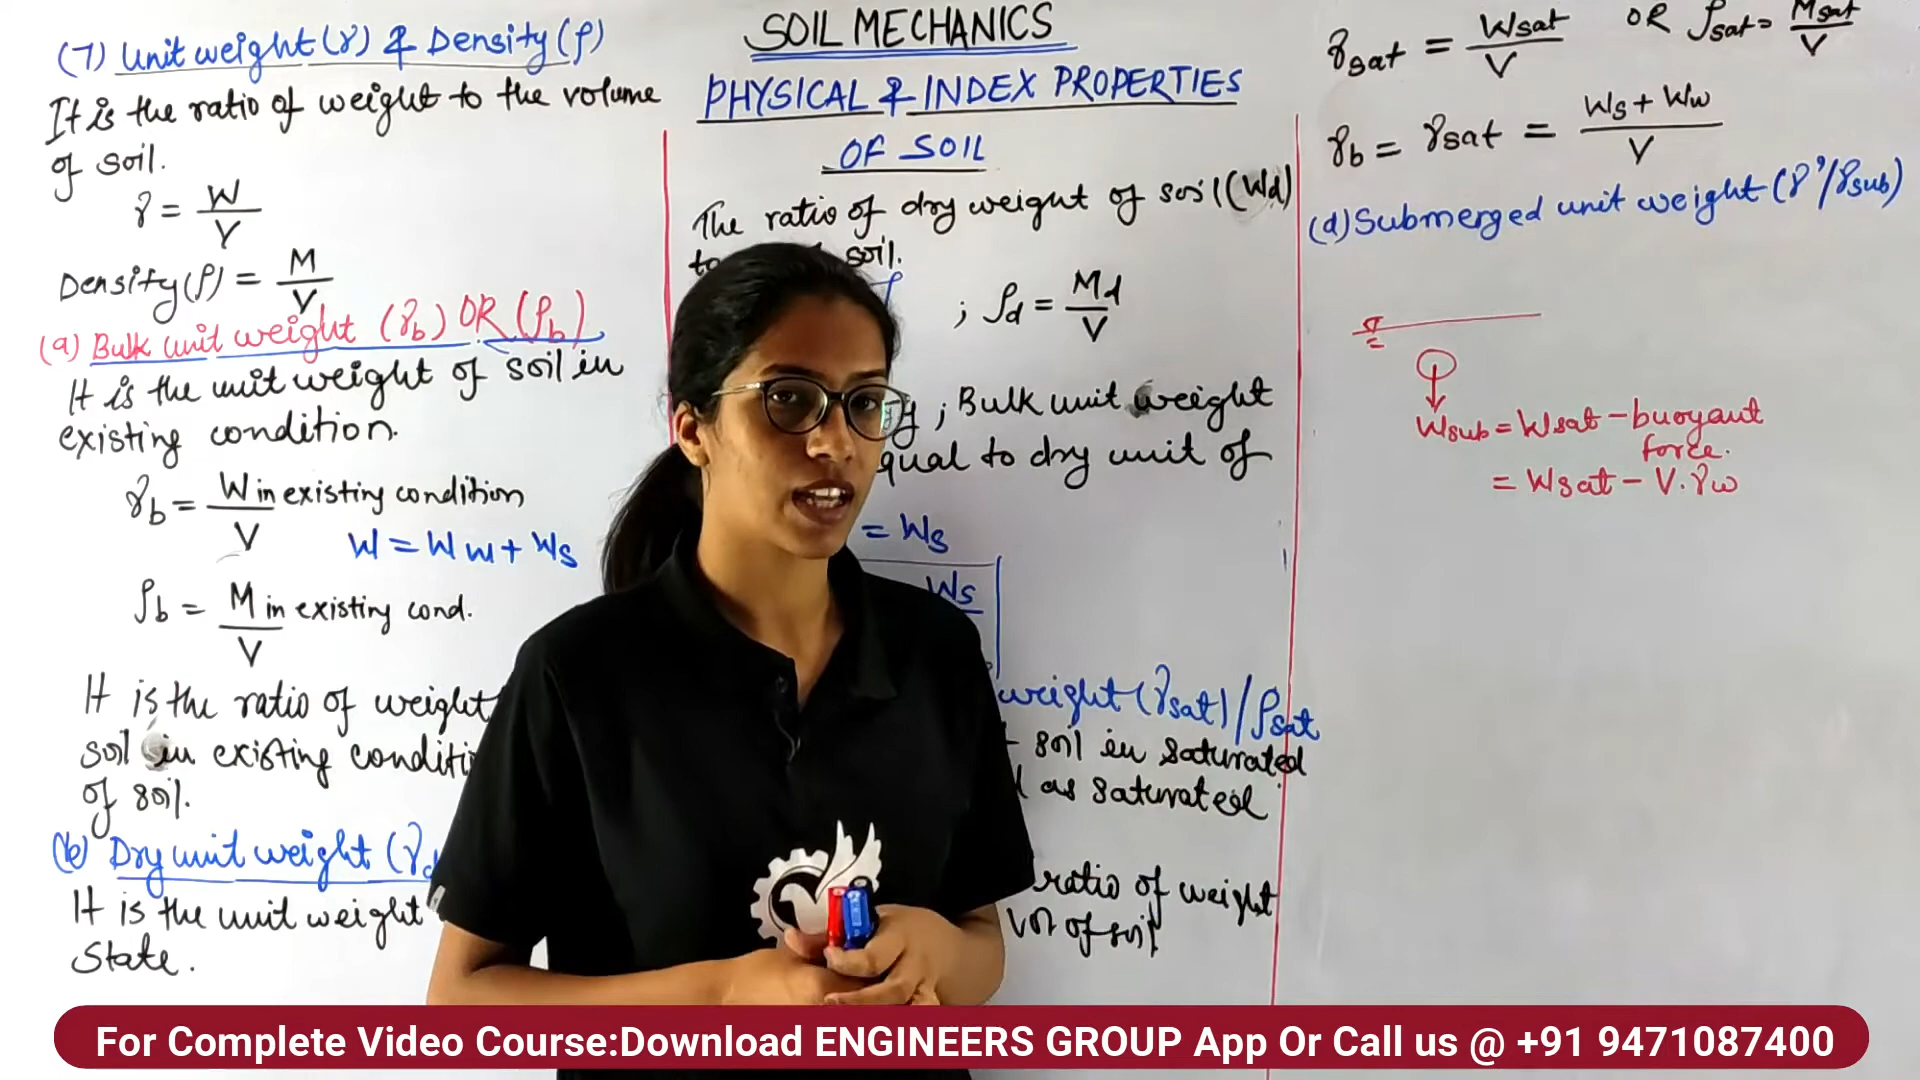 SOIL MECHANICS
PHYSICAL & INDEX PROPERTIES
OF SOIL
(7) Unit weight (γ) & Density (ρ)
It is the ratio of weight to the volume
of soil.
γ = W/V
Density (ρ) = M/V
(a) Bulk unit weight (γb) OR (ρb)
It is the unit weight of soil in
existing condition.
γb = W in existing condition/V
W = Ww + Ws
ρb = M in existing cond./V
It is the ratio of weight
soil in existing conditi
of soil.
(b) Dry unit weight (γd
It is the unit weight
state.
The ratio of dry weight of soil (Wd)
to soil.
; ρd = Md/V
y ; Bulk unit weight
qual to dry unit of
= Ws
Ws
weight (γsat) / ρsat
soil in saturated
as saturated
ratio of weight
Vol of soil
γsat = Wsat/V OR ρsat = Msat/V
γb = γsat = Ws + Ww/V
(d) Submerged unit weight (γ'/γsub)
Wsub = Wsat - buoyant
force.
= Wsat - V.γw
For Complete Video Course:Download ENGINEERS GROUP App Or Call us @ +91 9471087400